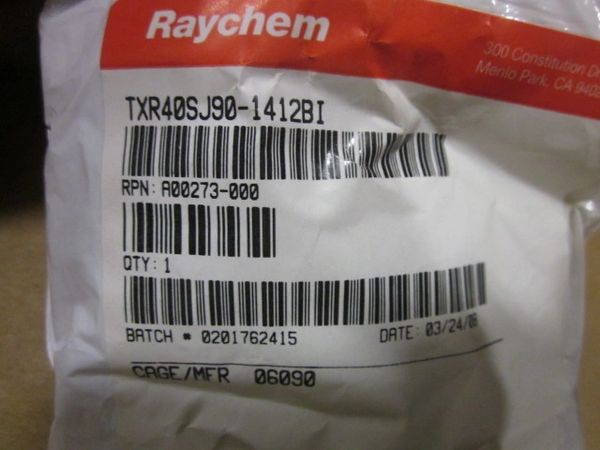 Raychem
300 Constitution
Menlo Park, CA
TXR40SJ90-1412BI
RPN: A00273-000
QTY: 1
BATCH # 0201762415 DATE: 03/24/08
CAGE/MFR 06090